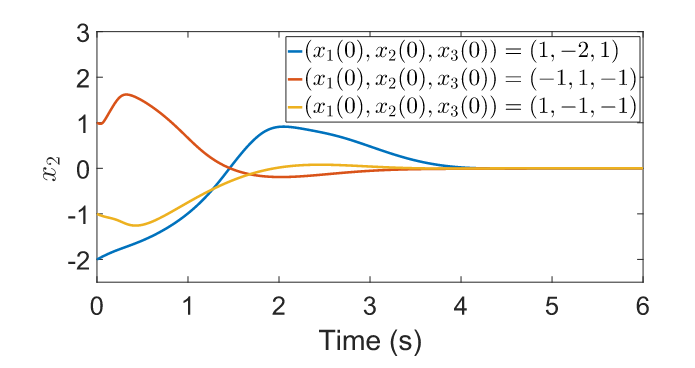 3
2
1
0
-1
-2
x₂
(x₁(0), x₂(0), x₃(0)) = (1, −2, 1)
(x₁(0), x₂(0), x₃(0)) = (−1, 1, −1)
(x₁(0), x₂(0), x₃(0)) = (1, −1, −1)
0 1 2 3 4 5 6
Time (s)